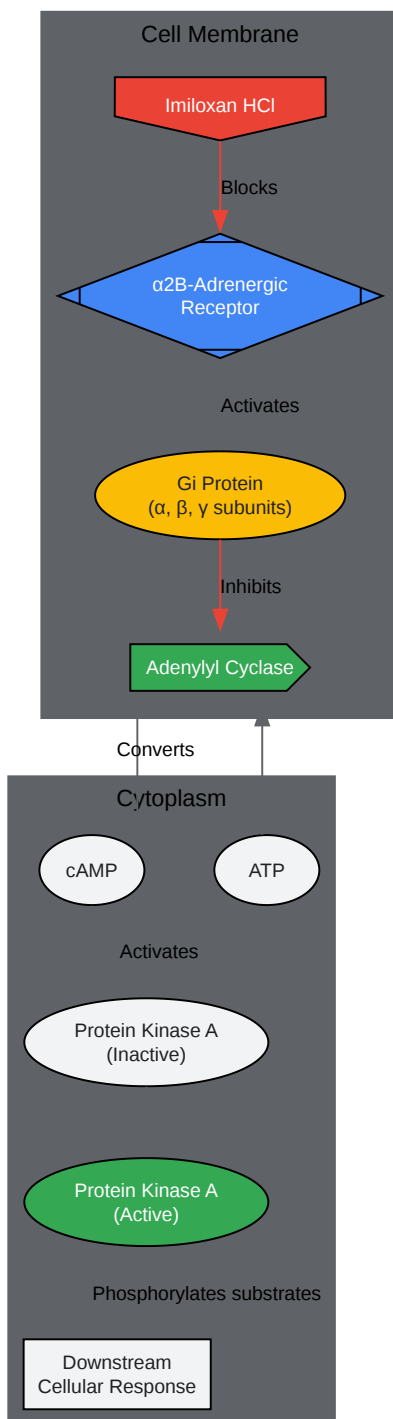 Cell Membrane
Imiloxan HCl
Blocks
α2B-Adrenergic
Receptor
Activates
Gi Protein
(α, β, γ subunits)
Inhibits
Adenylyl Cyclase
Converts
Cytoplasm
cAMP
ATP
Activates
Protein Kinase A
(Inactive)
Protein Kinase A
(Active)
Phosphorylates substrates
Downstream
Cellular Response